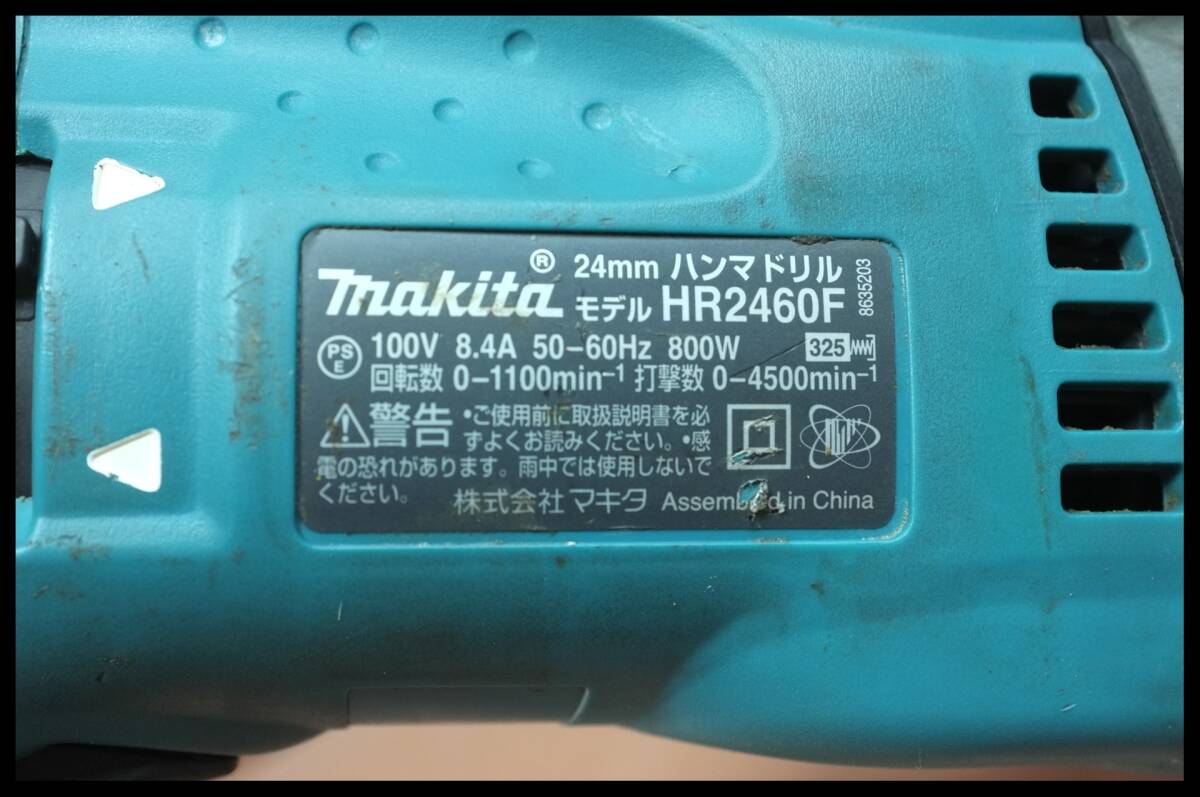 makita®
24mm ハンマドリル
モデル HR2460F
8635203
PSE 100V 8.4A 50-60Hz 800W 325
回転数 0-1100min⁻¹ 打撃数 0-4500min⁻¹
警告 •ご使用前に取扱説明書を必
ずよくお読みください。•感
電の恐れがあります。雨中では使用しないで
ください。
株式会社 マキタ Assembled in China